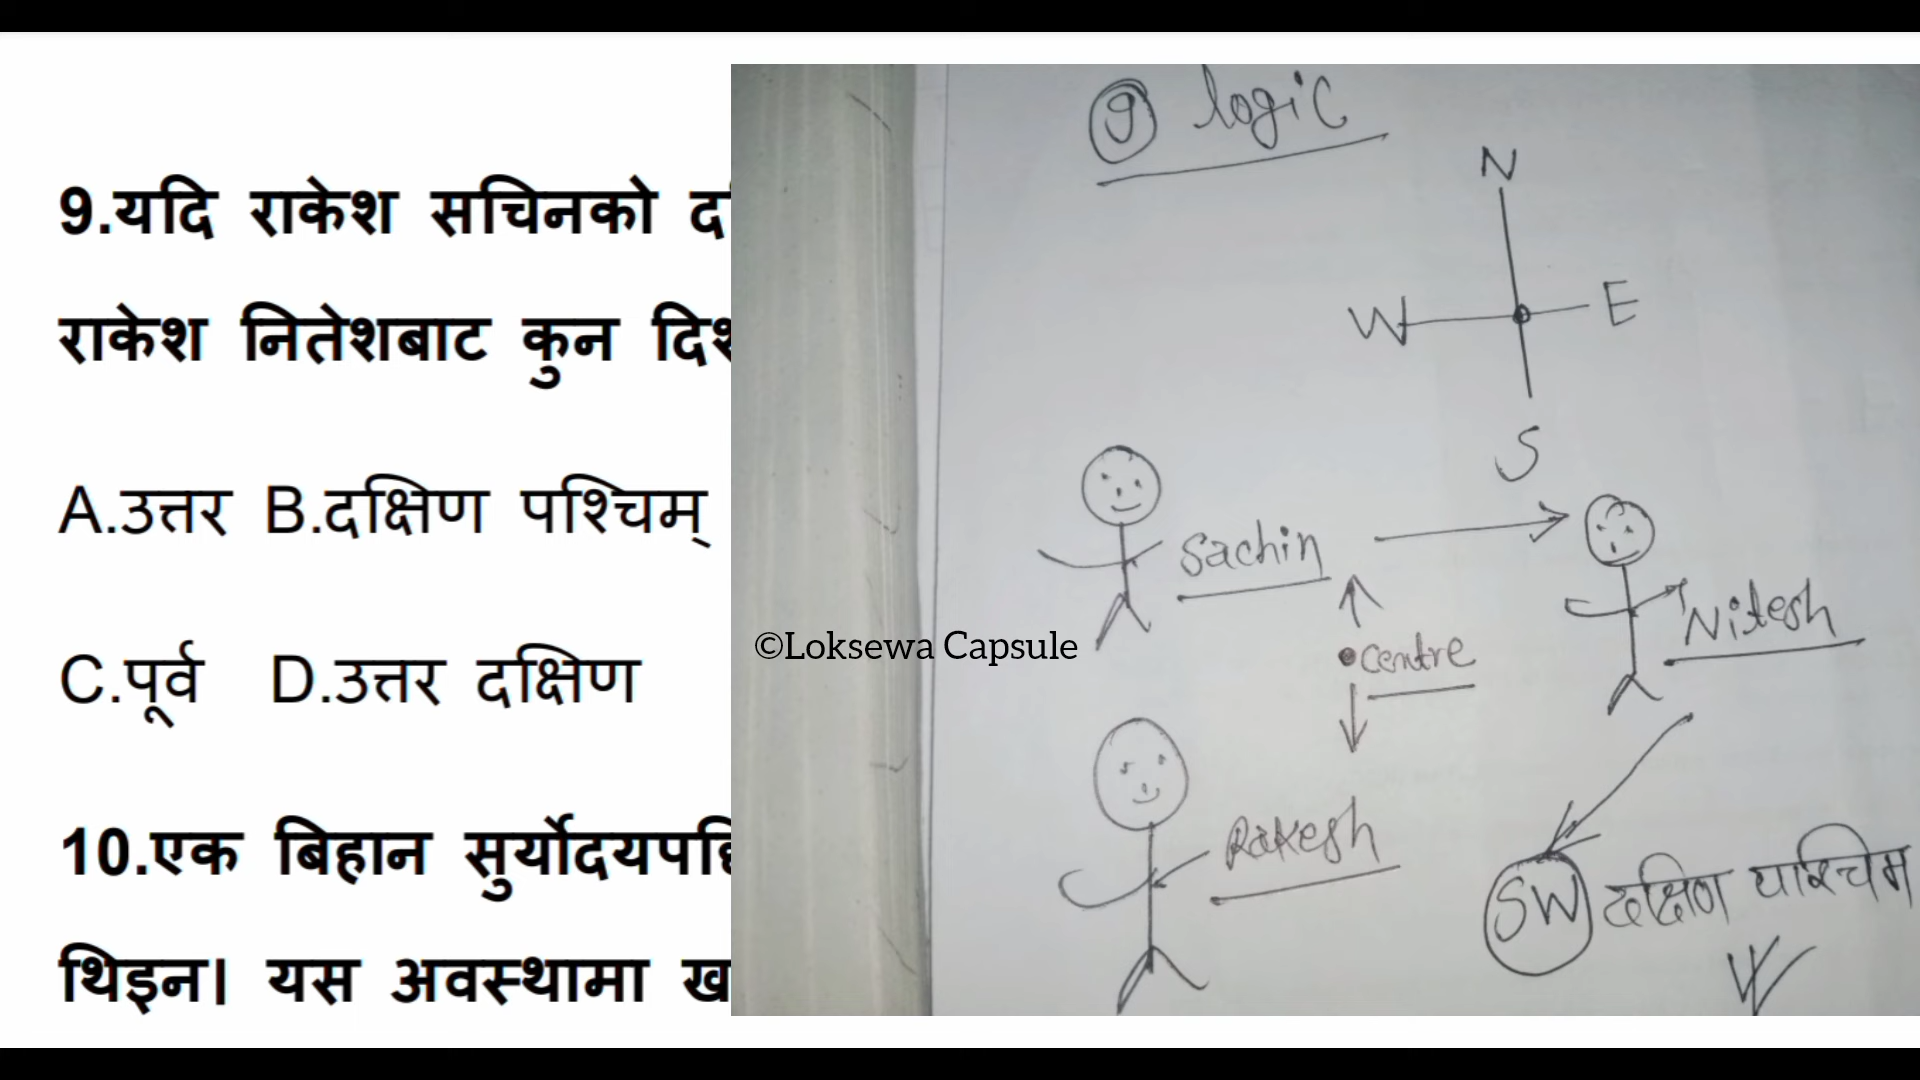 9.यदि राकेश सचिनको
राकेश नितेशबाट कुन
A.उत्तर B.दक्षिण पश्चिम्
C.पूर्व D.उत्तर दक्षिण
10.एक बिहान
थिइन। यस अवस्थामा
9 logic
N
W E
S
Sachin
Nitesh
centre
©Loksewa Capsule
Rakesh
SW दक्षिण पश्चिम